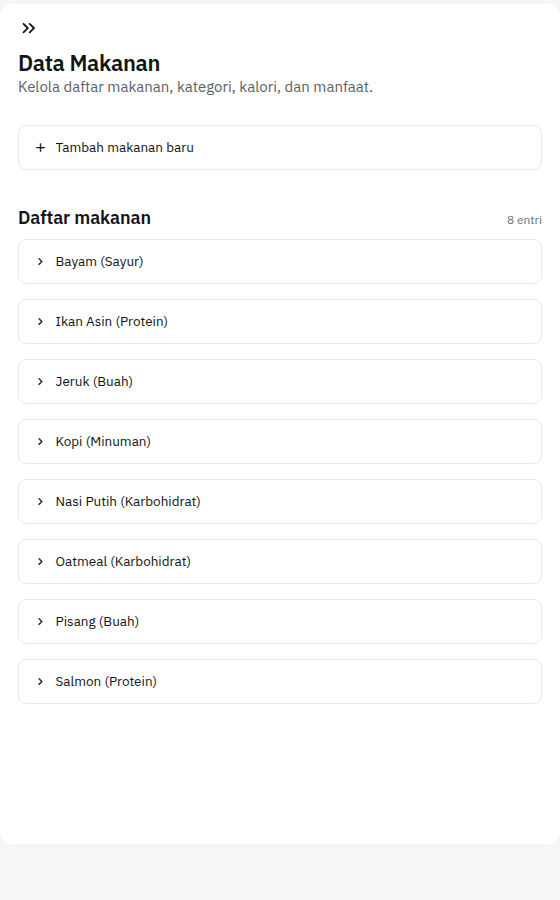 Data Makanan
Kelola daftar makanan, kategori, kalori, dan manfaat.
Tambah makanan baru
Daftar makanan
8 entri
Bayam (Sayur)
Ikan Asin (Protein)
Jeruk (Buah)
Kopi (Minuman)
Nasi Putih (Karbohidrat)
Oatmeal (Karbohidrat)
Pisang (Buah)
Salmon (Protein)